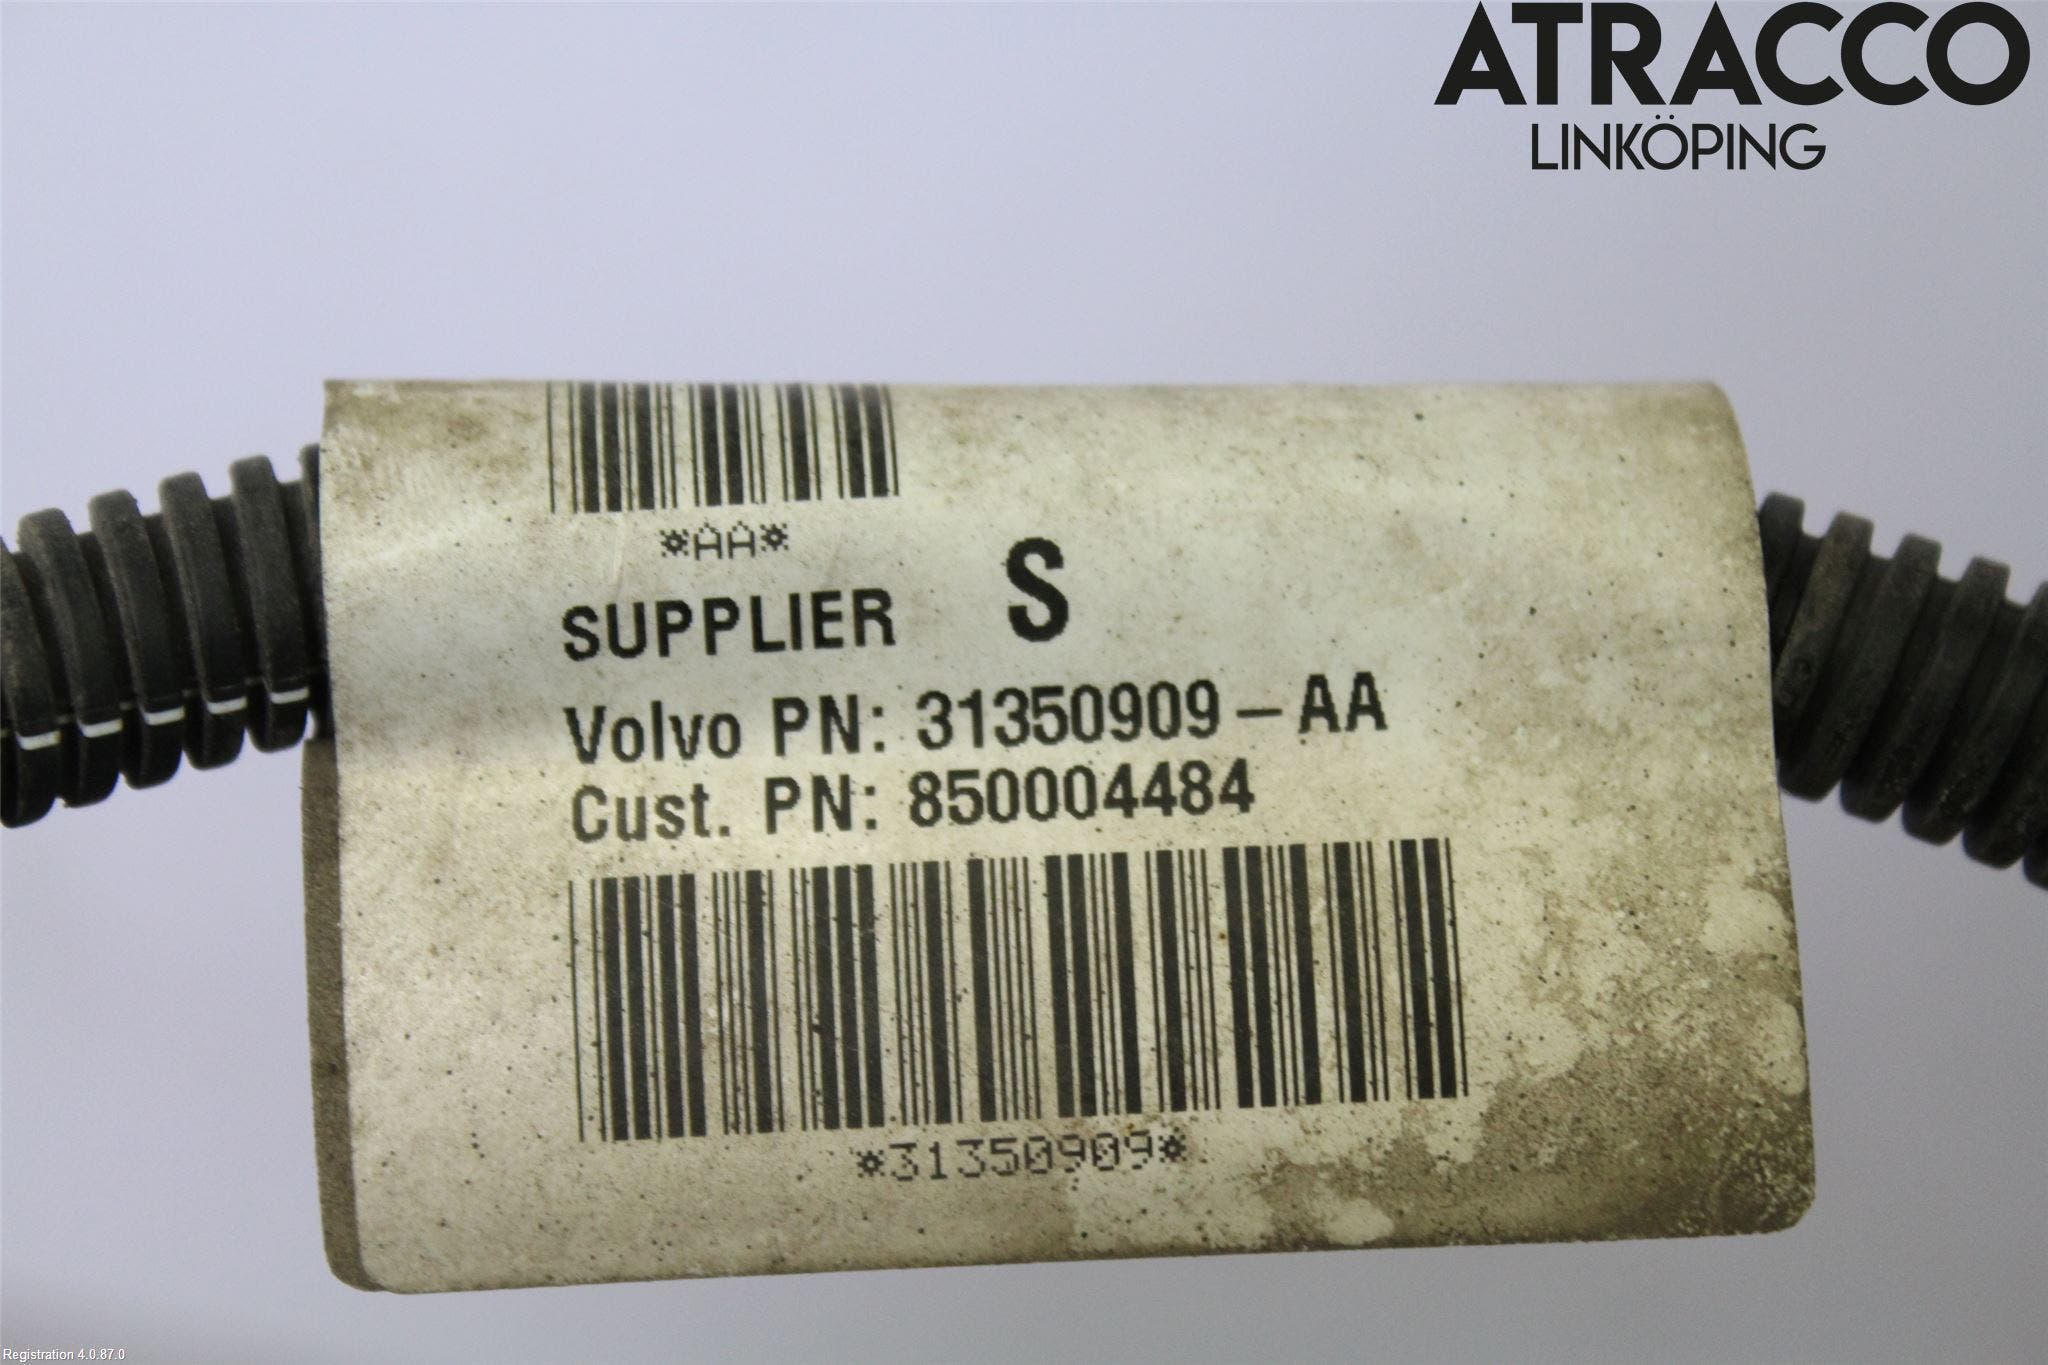 ATRACCO
LINKÖPING
*AA*
SUPPLIER S
Volvo PN: 31350909-AA
Cust. PN: 850004484
*31350909*
Registration 4.0.87.0